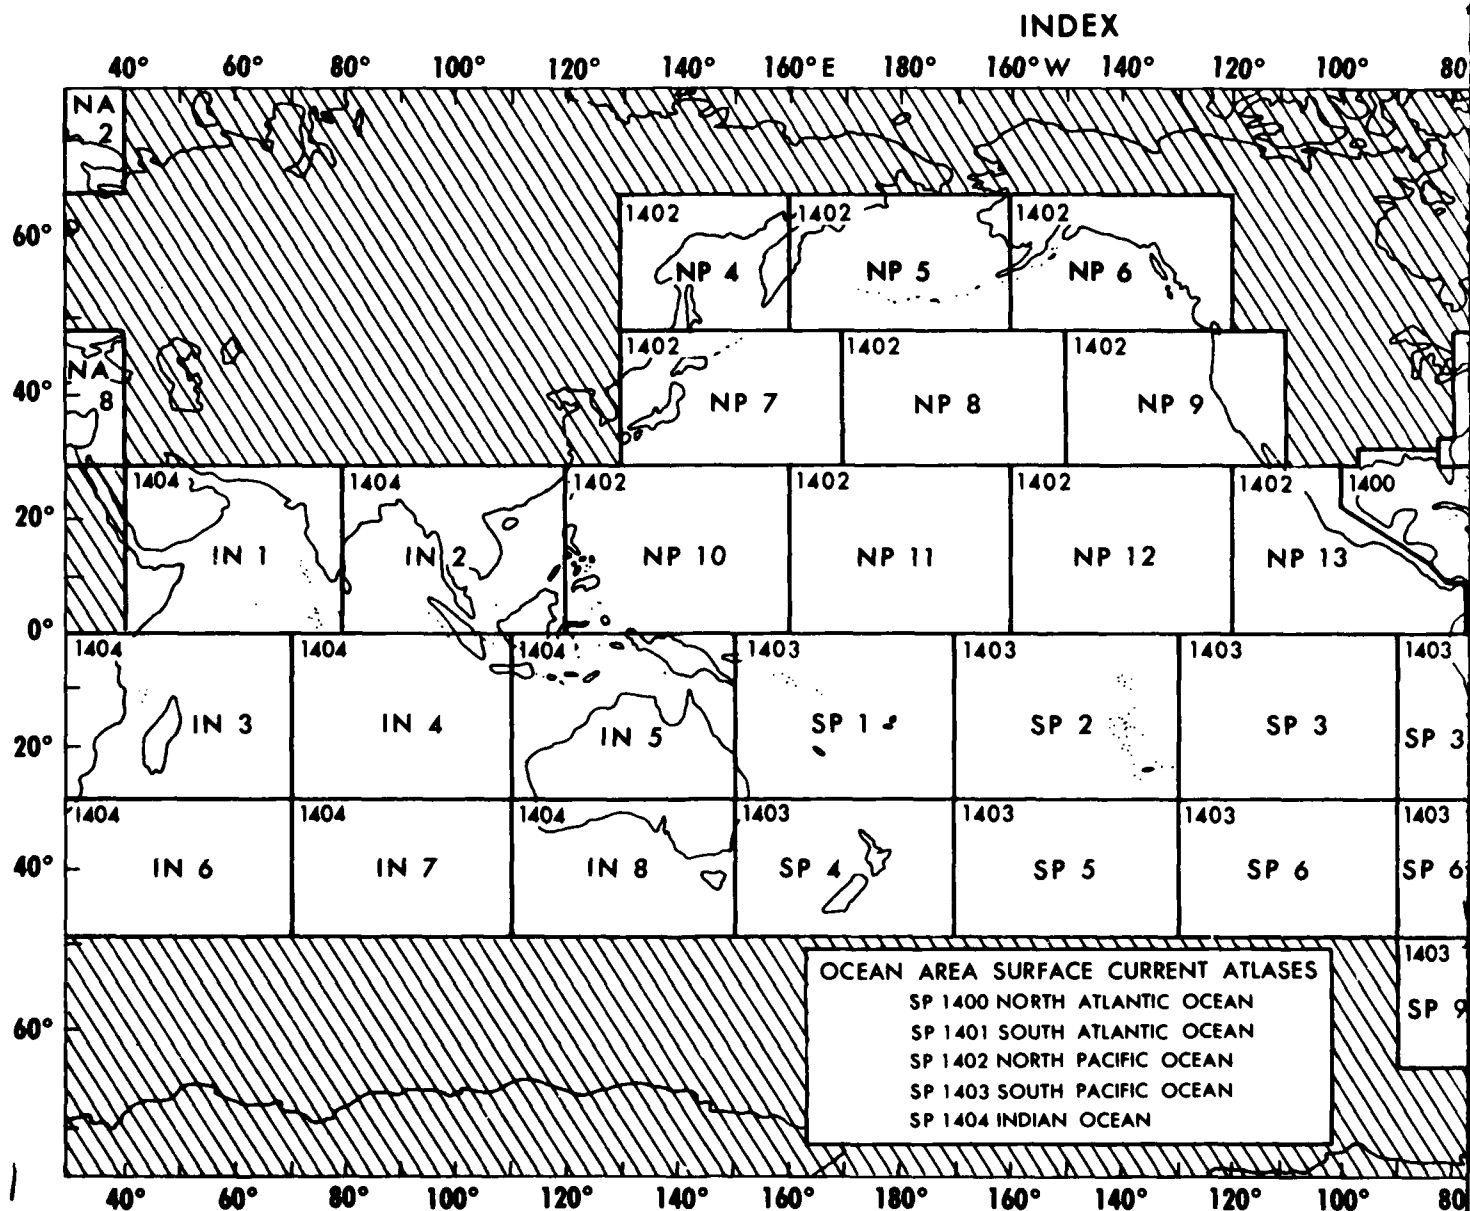 INDEX
40° 60° 80° 100° 120° 140° 160° E 180° 160° W 140° 120° 100° 80
NA
2
60°
1402 1402 1402
NP 4 NP 5 NP 6
1402 1402 1402
NA
8
40°
NP 7 NP 8 NP 9
1404 1404 1402 1402 1402 1402 1400
20°
IN 1 IN 2 NP 10 NP 11 NP 12 NP 13
0°
1404 1404 1404 1403 1403 1403 1403
IN 3 IN 4 IN 5 SP 1 SP 2 SP 3 SP 3
20°
1404 1404 1404 1403 1403 1403 1403
40°
IN 6 IN 7 IN 8 SP 4 SP 5 SP 6 SP 6
1403
SP 9
60°
OCEAN AREA SURFACE CURRENT ATLASES
SP 1400 NORTH ATLANTIC OCEAN
SP 1401 SOUTH ATLANTIC OCEAN
SP 1402 NORTH PACIFIC OCEAN
SP 1403 SOUTH PACIFIC OCEAN
SP 1404 INDIAN OCEAN
40° 60° 80° 100° 120° 140° 160° 180° 160° 140° 120° 100° 80